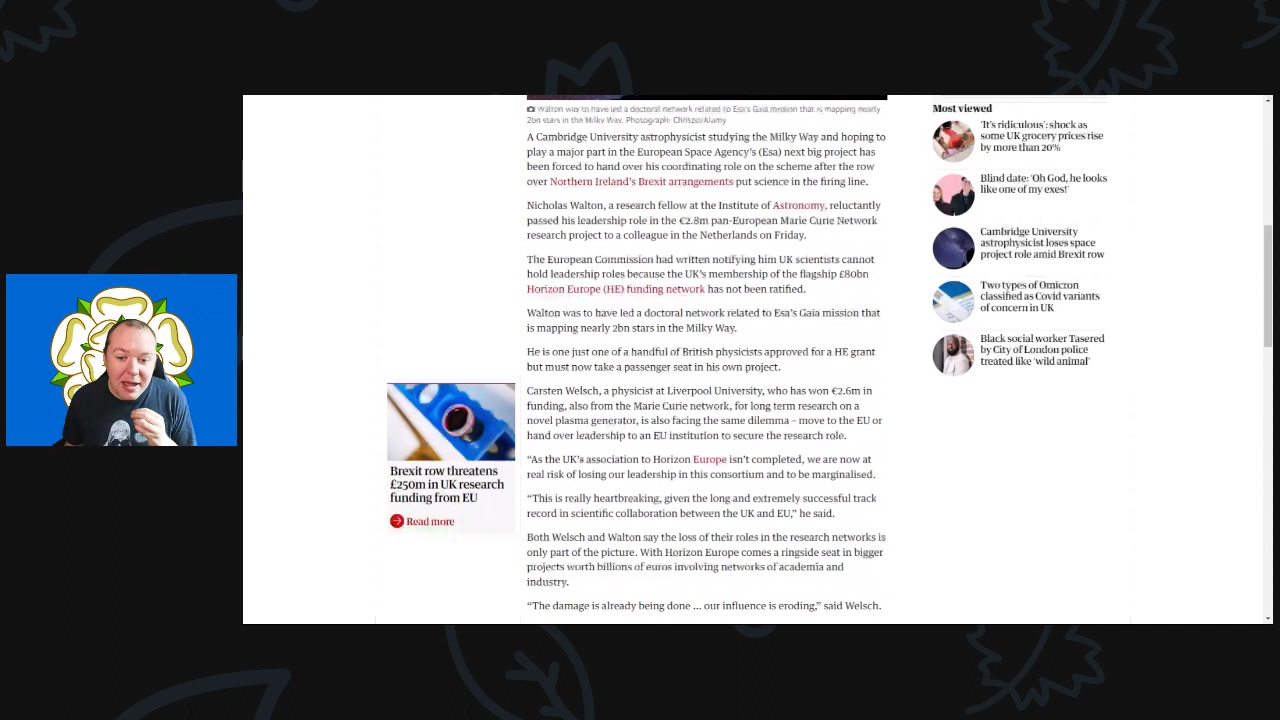 Walton way to have led a doctoral network related to Esa's Gaia mission that is mapping nearly
2bn stars in the Milky Way. Photograph: Chrispo/Alamy
A Cambridge University astrophysicist studying the Milky Way and hoping to
play a major part in the European Space Agency's (Esa) next big project has
been forced to hand over his coordinating role on the scheme after the row
over Northern Ireland's Brexit arrangements put science in the firing line.
Nicholas Walton, a research fellow at the Institute of Astronomy, reluctantly
passed his leadership role in the €2.8m pan-European Marie Curie Network
research project to a colleague in the Netherlands on Friday.
The European Commission had written notifying him UK scientists cannot
hold leadership roles because the UK's membership of the flagship £80bn
Horizon Europe (HE) funding network has not been ratified.
Walton was to have led a doctoral network related to Esa's Gaia mission that
is mapping nearly 2bn stars in the Milky Way.
He is one just one of a handful of British physicists approved for a HE grant
but must now take a passenger seat in his own project.
Carsten Welsch, a physicist at Liverpool University, who has won €2.6m in
funding, also from the Marie Curie network, for long term research on a
novel plasma generator, is also facing the same dilemma – move to the EU or
hand over leadership to an EU institution to secure the research role.
“As the UK's association to Horizon Europe isn't completed, we are now at
real risk of losing our leadership in this consortium and to be marginalised.
“This is really heartbreaking, given the long and extremely successful track
record in scientific collaboration between the UK and EU,” he said.
Both Welsch and Walton say the loss of their roles in the research networks is
only part of the picture. With Horizon Europe comes a ringside seat in bigger
projects worth billions of euros involving networks of academia and
industry.
“The damage is already being done ... our influence is eroding,” said Welsch.
Brexit row threatens
£250m in UK research
funding from EU
Read more
Most viewed
'It's ridiculous': shock as
some UK grocery prices rise
by more than 20%
Blind date: 'Oh God, he looks
like one of my exes!'
Cambridge University
astrophysicist loses space
project role amid Brexit row
Two types of Omicron
classified as Covid variants
of concern in UK
Black social worker Tasered
by City of London police
treated like 'wild animal'